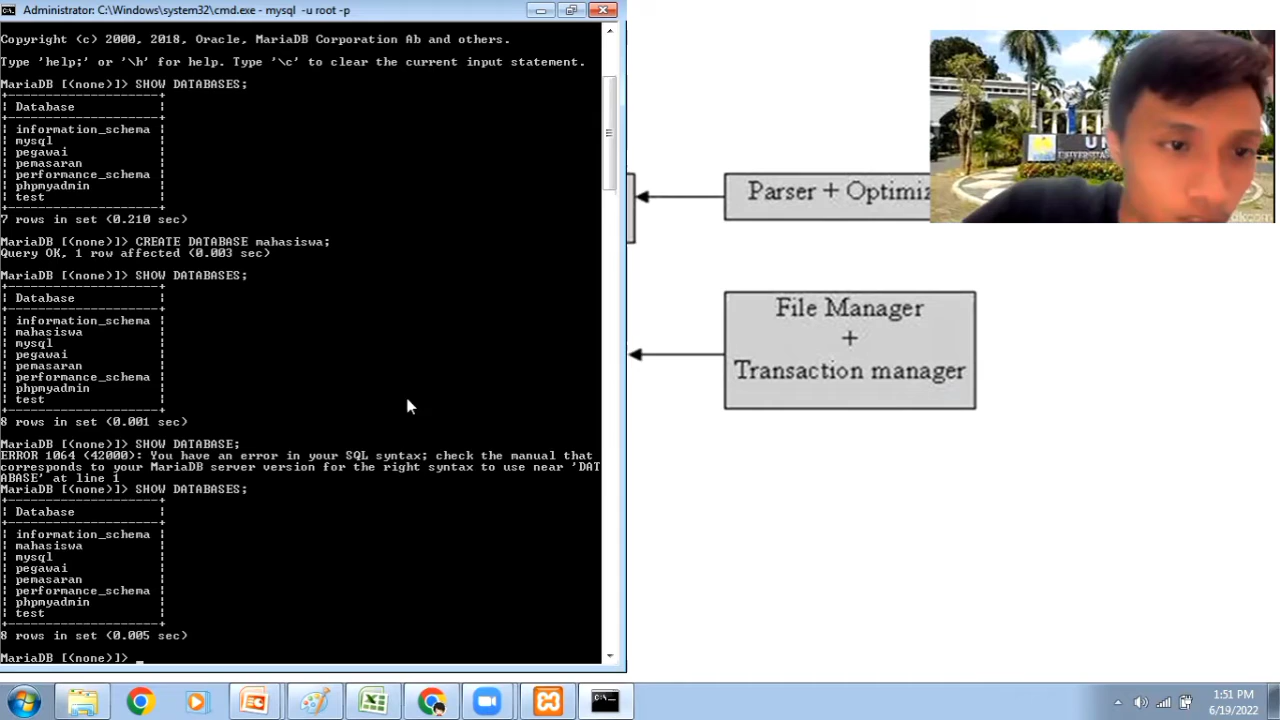 Administrator: C:\Windows\system32\cmd.exe - mysql -u root -p
Copyright (c) 2000, 2018, Oracle, MariaDB Corporation Ab and others.
Type 'help;' or '\h' for help. Type '\c' to clear the current input statement.
MariaDB [(none)]> SHOW DATABASES;
+--------------------+
| Database           |
+--------------------+
| information_schema |
| mysql              |
| pegawai            |
| pemasaran          |
| performance_schema |
| phpmyadmin         |
| test               |
+--------------------+
7 rows in set (0.210 sec)
MariaDB [(none)]> CREATE DATABASE mahasiswa;
Query OK, 1 row affected (0.003 sec)
MariaDB [(none)]> SHOW DATABASES;
+--------------------+
| Database           |
+--------------------+
| information_schema |
| mahasiswa          |
| mysql              |
| pegawai            |
| pemasaran          |
| performance_schema |
| phpmyadmin         |
| test               |
+--------------------+
8 rows in set (0.001 sec)
MariaDB [(none)]> SHOW DATABASE;
ERROR 1064 (42000): You have an error in your SQL syntax; check the manual that
corresponds to your MariaDB server version for the right syntax to use near 'DAT
ABASE' at line 1
MariaDB [(none)]> SHOW DATABASES;
+--------------------+
| Database           |
+--------------------+
| information_schema |
| mahasiswa          |
| mysql              |
| pegawai            |
| pemasaran          |
| performance_schema |
| phpmyadmin         |
| test               |
+--------------------+
8 rows in set (0.005 sec)
MariaDB [(none)]> _
Parser + Optimiz
File Manager
+
Transaction manager
1:51 PM
6/19/2022